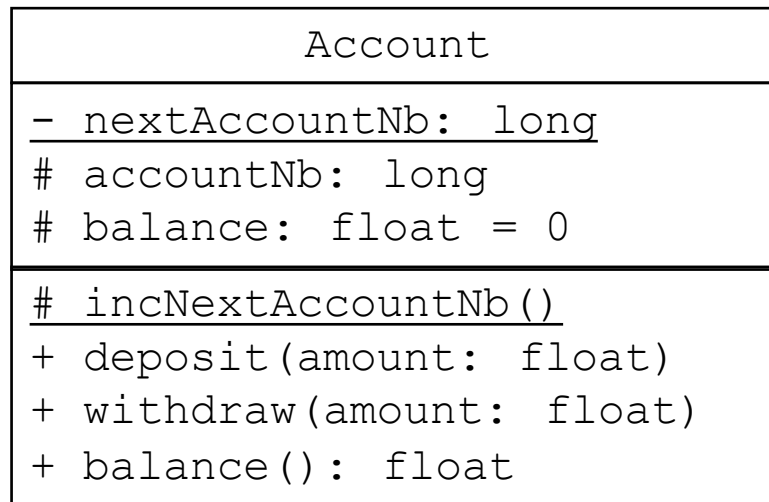 Account
- nextAccountNb: long
# accountNb: long
# balance: float = 0
# incNextAccountNb()
+ deposit(amount: float)
+ withdraw(amount: float)
+ balance(): float